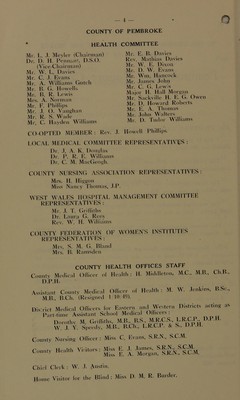 — 4 —
COUNTY OF PEMBROKE
HEALTH COMMITTEE
Mr. L. J. Meyler (Chairman)
Dr. D. H. Pennant, D.S.O.
(Vice-Chairman)
Mr. W. L. Davies
Mr. C. J. Evans
Mr. A. Williams Gutch
Mr. R. G. Howells
Mr. B. R. Lewis
Mrs. A. Norman
Mr. F. Phillips
Mr. J. O. Vaughan
Mr. R. S. Wade
Mr. C. Hayden Williams
Mr. E. B. Davies
Rev. Mathias Davies
Mr. W. E. Dixon
Mr. D. W. Evans
Mr. Wm. Hancock
Mr. James John
Mr. C. G. Lewis
Major H. Hall Morgan
Mr. Sackville H. E. G. Owen
Mr. D. Howard Roberts
Mr. E. A. Thomas
Mr. John Walters
Mr. D. Tudor Williams
CO-OPTED MEMBER : Rev. J. Howell Phillips
LOCAL MEDICAL COMMITTEE REPRESENTATIVES :
Dr. J. A. K. Douglas
Dr. P. R. E. Williams
Dr. C. M. MacGeogh
COUNTY NURSING ASSOCIATION REPRESENTATIVES :
Mrs. H. Higgon
Miss Nancy Thomas, J.P.
WEST WALES HOSPITAL MANAGEMENT COMMITTEE
REPRESENTATIVES :
Mr. J. T. Griffiths
Dr. Laura G. Rees
Rev. W. H. Williams
COUNTY FEDERATION OF WOMEN'S INSTITUTES
REPRESENTATIVES :
Mrs. S. M. G. Bland
Mrs. B. Ramsden
COUNTY HEALTH OFFICES STAFF
County Medical Officer of Health : H. Middleton, M.C., M.B., Ch.B.,
D.P.H.
Assistant County Medical Officer of Health : M. W. Jenkins, B.Sc.,
M.B., B.Ch. (Resigned 1-10-49).
District Medical Officers for Eastern and Western Districts acting as
Part-time Assistant School Medical Officers :
Dorothy M. Griffiths, M.B., B.S., M.R.C.S., L.R.C.P., D.P.H.
W. J. Y. Speedy, M.B., B.Ch., L.R.C.P. & S., D.P.H.
County Nursing Officer : Miss C. Evans, S.R.N., S.C.M.
County Health Visitors : Miss E. J. James, S.R.N., S.C.M.
Miss E. A. Morgan, S.R.N., S.C.M.
Chief Clerk : W. J. Austin.
Home Visitor for the Blind : Miss D. M. R.